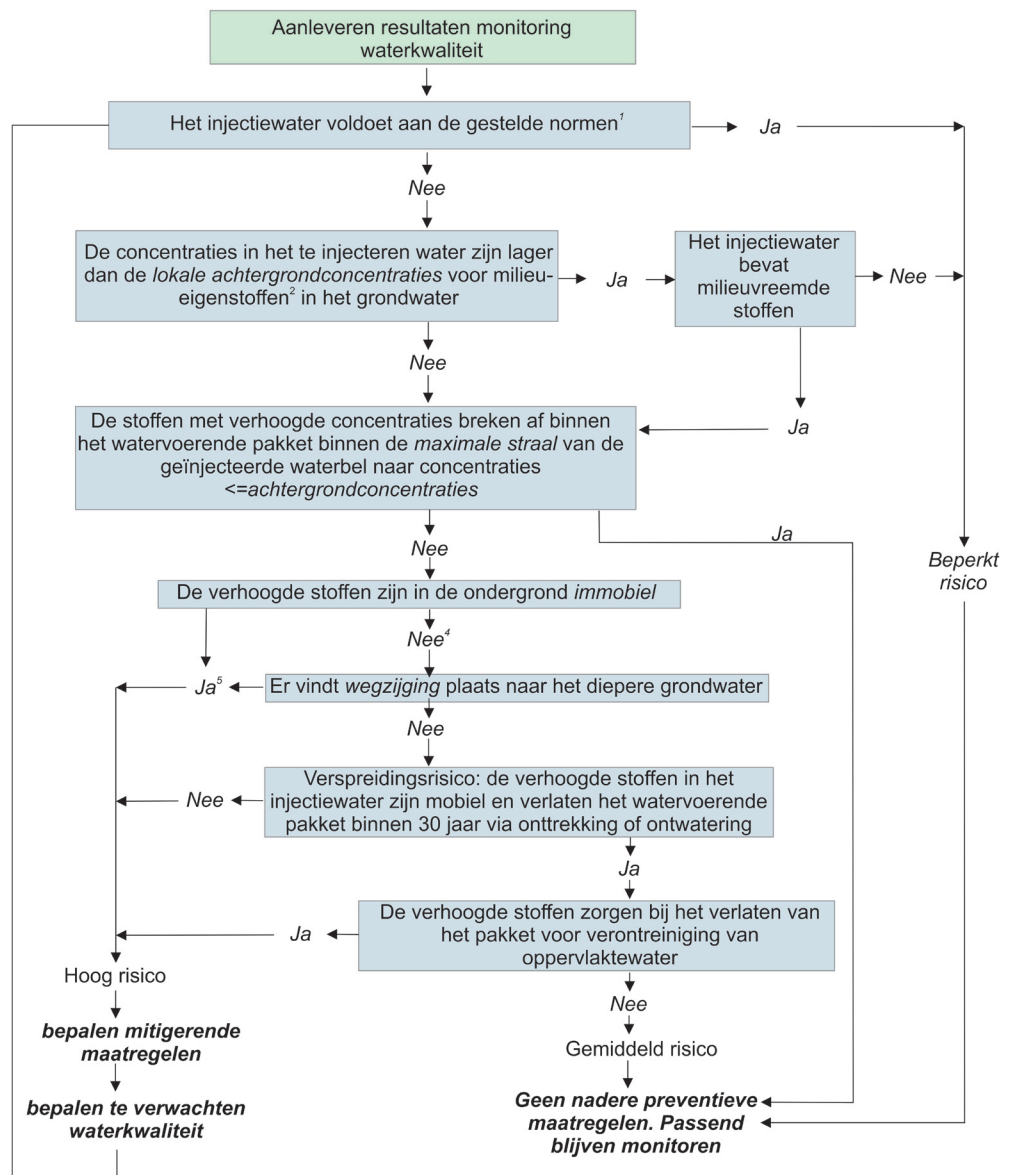 Aanleveren resultaten monitoring
waterkwaliteit
Het injectiewater voldoet aan de gestelde normen¹
Ja
Nee
De concentraties in het te injecteren water zijn lager
dan de lokale achtergrondconcentraties voor milieu-
eigenstoffen² in het grondwater
Ja
Het injectiewater
bevat
milieuvreemde
stoffen
Nee
Nee
Ja
De stoffen met verhoogde concentraties breken af binnen
het watervoerende pakket binnen de maximale straal van de
geïnjecteerde waterbel naar concentraties
<=achtergrondconcentraties
Ja
Nee
Beperkt
risico
De verhoogde stoffen zijn in de ondergrond immobiel
Nee⁴
Ja⁵
Er vindt wegzijging plaats naar het diepere grondwater
Nee
Verspreidingsrisico: de verhoogde stoffen in het
injectiewater zijn mobiel en verlaten het watervoerende
pakket binnen 30 jaar via onttrekking of ontwatering
Nee
Ja
De verhoogde stoffen zorgen bij het verlaten van
het pakket voor verontreiniging van
oppervlaktewater
Ja
Hoog risico
Nee
bepalen mitigerende
maatregelen
Gemiddeld risico
bepalen te verwachten
waterkwaliteit
Geen nadere preventieve
maatregelen. Passend
blijven monitoren